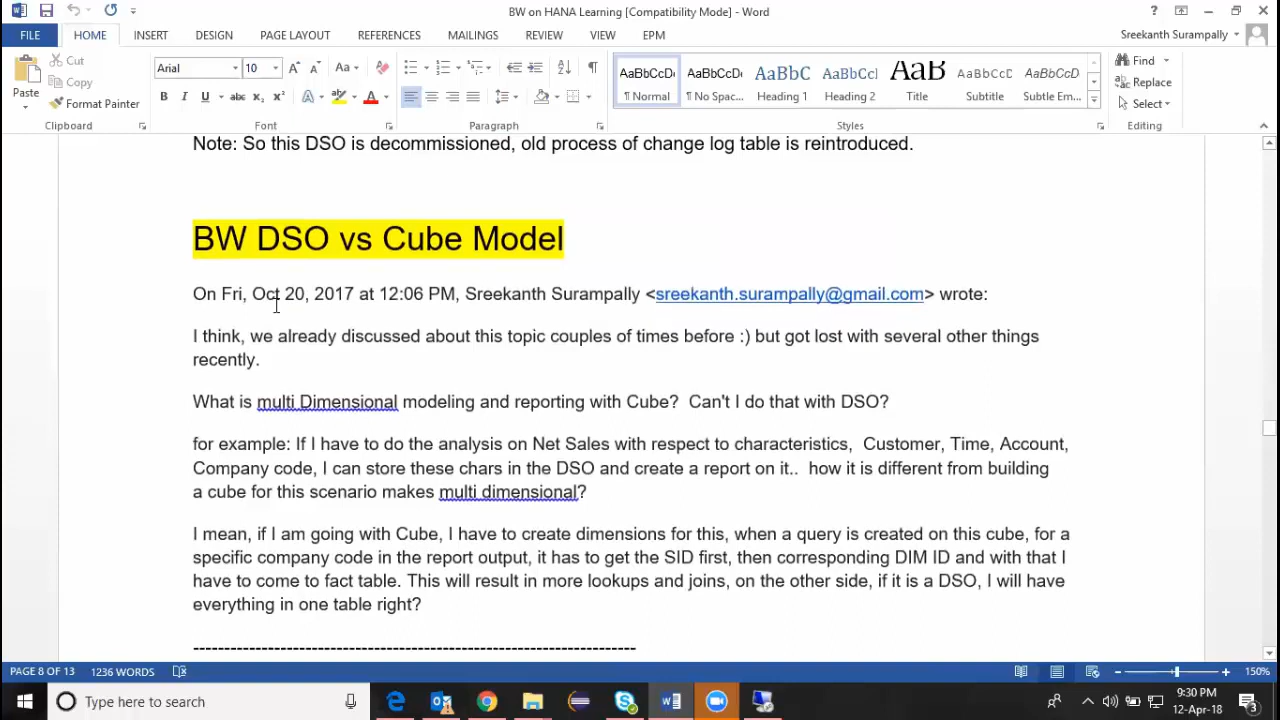 BW on HANA Learning [Compatibility Mode] - Word
FILE HOME INSERT DESIGN PAGE LAYOUT REFERENCES MAILINGS REVIEW VIEW EPM
Sreekanth Surampally
Paste
Cut
Copy
Format Painter
Clipboard
Arial 10
Font
Paragraph
AaBbCcDc AaBbCcDc AaBbC AaBbCcI AaB AaBbCcD AaBbCcD
¶ Normal ¶ No Spac... Heading 1 Heading 2 Title Subtitle Subtle Em...
Styles
Find
Replace
Select
Editing
Note: So this DSO is decommissioned, old process of change log table is reintroduced.
BW DSO vs Cube Model
On Fri, Oct 20, 2017 at 12:06 PM, Sreekanth Surampally <sreekanth.surampally@gmail.com> wrote:
I think, we already discussed about this topic couples of times before :) but got lost with several other things
recently.
What is multi Dimensional modeling and reporting with Cube? Can't I do that with DSO?
for example: If I have to do the analysis on Net Sales with respect to characteristics, Customer, Time, Account,
Company code, I can store these chars in the DSO and create a report on it.. how it is different from building
a cube for this scenario makes multi dimensional?
I mean, if I am going with Cube, I have to create dimensions for this, when a query is created on this cube, for a
specific company code in the report output, it has to get the SID first, then corresponding DIM ID and with that I
have to come to fact table. This will result in more lookups and joins, on the other side, if it is a DSO, I will have
everything in one table right?
-----------------------------------------------------------------------
PAGE 8 OF 13 1236 WORDS 150%
Type here to search
9:30 PM
12-Apr-18
3